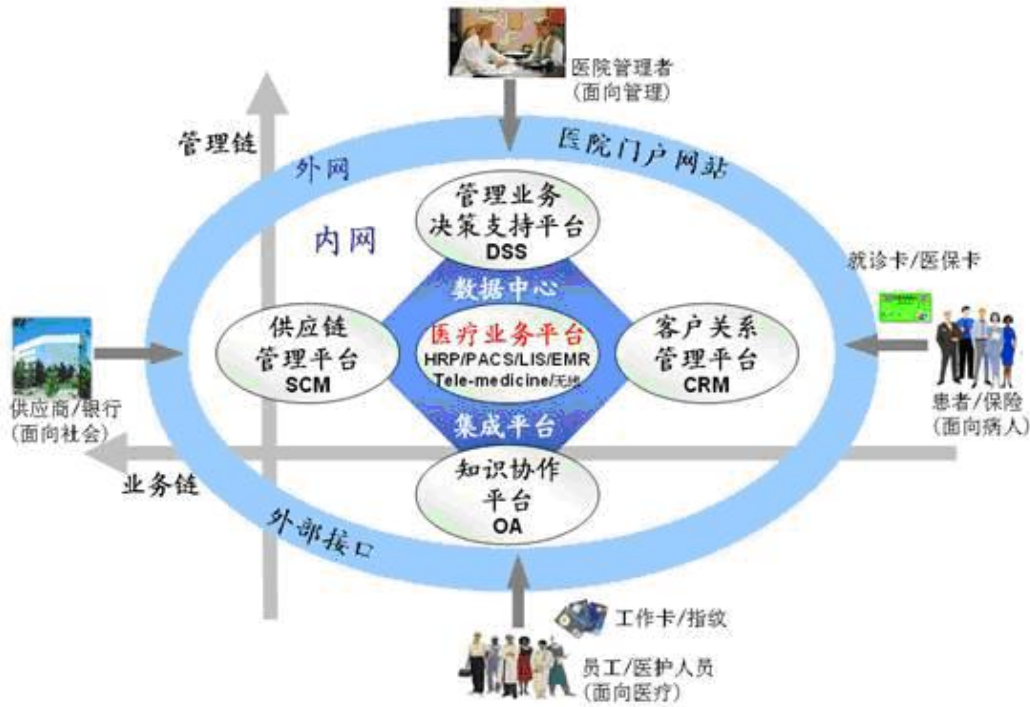 医院管理者
(面向管理)
管理链
外网
医院门户网站
内网
管理业务
决策支持平台
DSS
数据中心
就诊卡/医保卡
供应链
管理平台
SCM
医疗业务平台
HRP/PACS/LIS/EMR
Tele-medicine/无线
客户关系
管理平台
CRM
供应商/银行
(面向社会)
患者/保险
(面向病人)
集成平台
业务链
知识协作
平台
OA
外部接口
工作卡/指纹
员工/医护人员
(面向医疗)